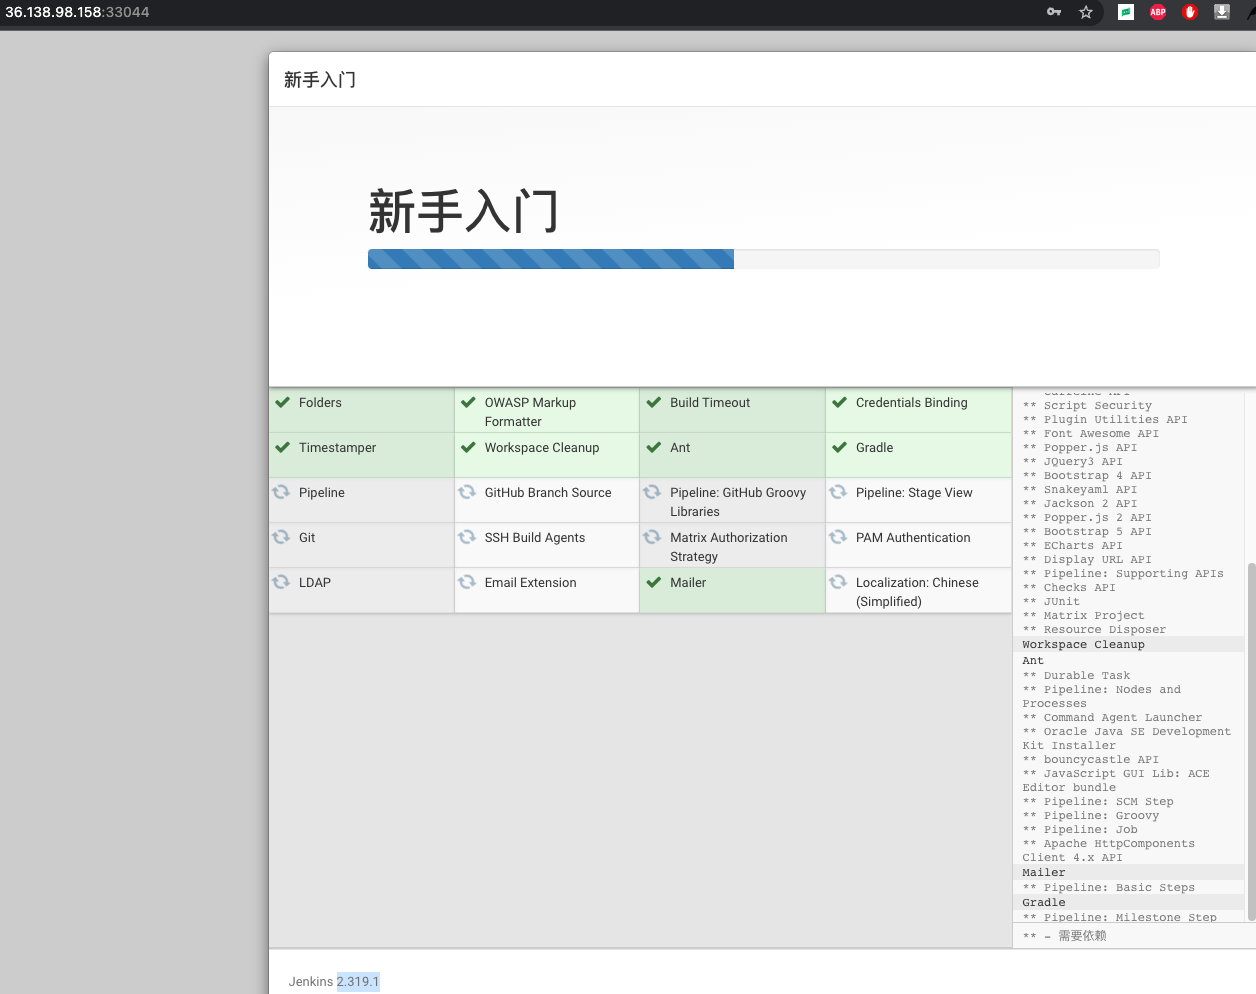 36.138.98.158:33044
ABP
新手入门
新手入门
Folders
OWASP Markup
Formatter
Build Timeout
Credentials Binding
Timestamper
Workspace Cleanup
Ant
Gradle
Pipeline
GitHub Branch Source
Pipeline: GitHub Groovy
Libraries
Pipeline: Stage View
Git
SSH Build Agents
Matrix Authorization
Strategy
PAM Authentication
LDAP
Email Extension
Mailer
Localization: Chinese
(Simplified)
** Script Security
** Plugin Utilities API
** Font Awesome API
** Popper.js API
** JQuery3 API
** Bootstrap 4 API
** Snakeyaml API
** Jackson 2 API
** Popper.js 2 API
** Bootstrap 5 API
** ECharts API
** Display URL API
** Pipeline: Supporting APIs
** Checks API
** JUnit
** Matrix Project
** Resource Disposer
Workspace Cleanup
Ant
** Durable Task
** Pipeline: Nodes and
Processes
** Command Agent Launcher
** Oracle Java SE Development
Kit Installer
** bouncycastle API
** JavaScript GUI Lib: ACE
Editor bundle
** Pipeline: SCM Step
** Pipeline: Groovy
** Pipeline: Job
** Apache HttpComponents
Client 4.x API
Mailer
** Pipeline: Basic Steps
Gradle
** Pipeline: Milestone Step
** - 需要依赖
Jenkins 2.319.1